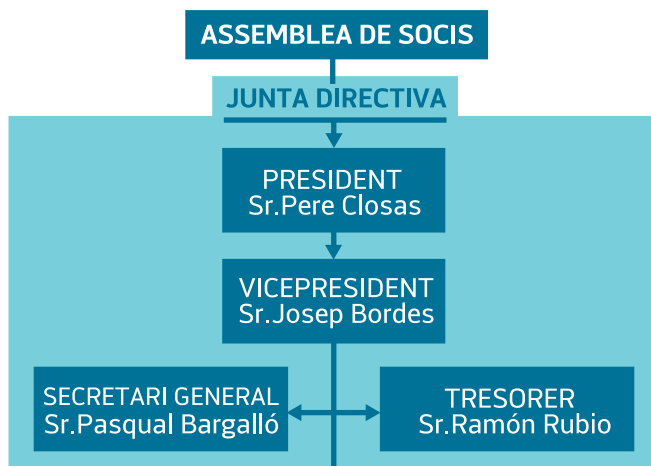 ASSEMBLEA DE SOCIS
JUNTA DIRECTIVA
PRESIDENT
Sr.Pere Closas
VICEPRESIDENT
Sr.Josep Bordes
SECRETARI GENERAL
Sr.Pasqual Bargalló
TRESORER
Sr.Ramón Rubio